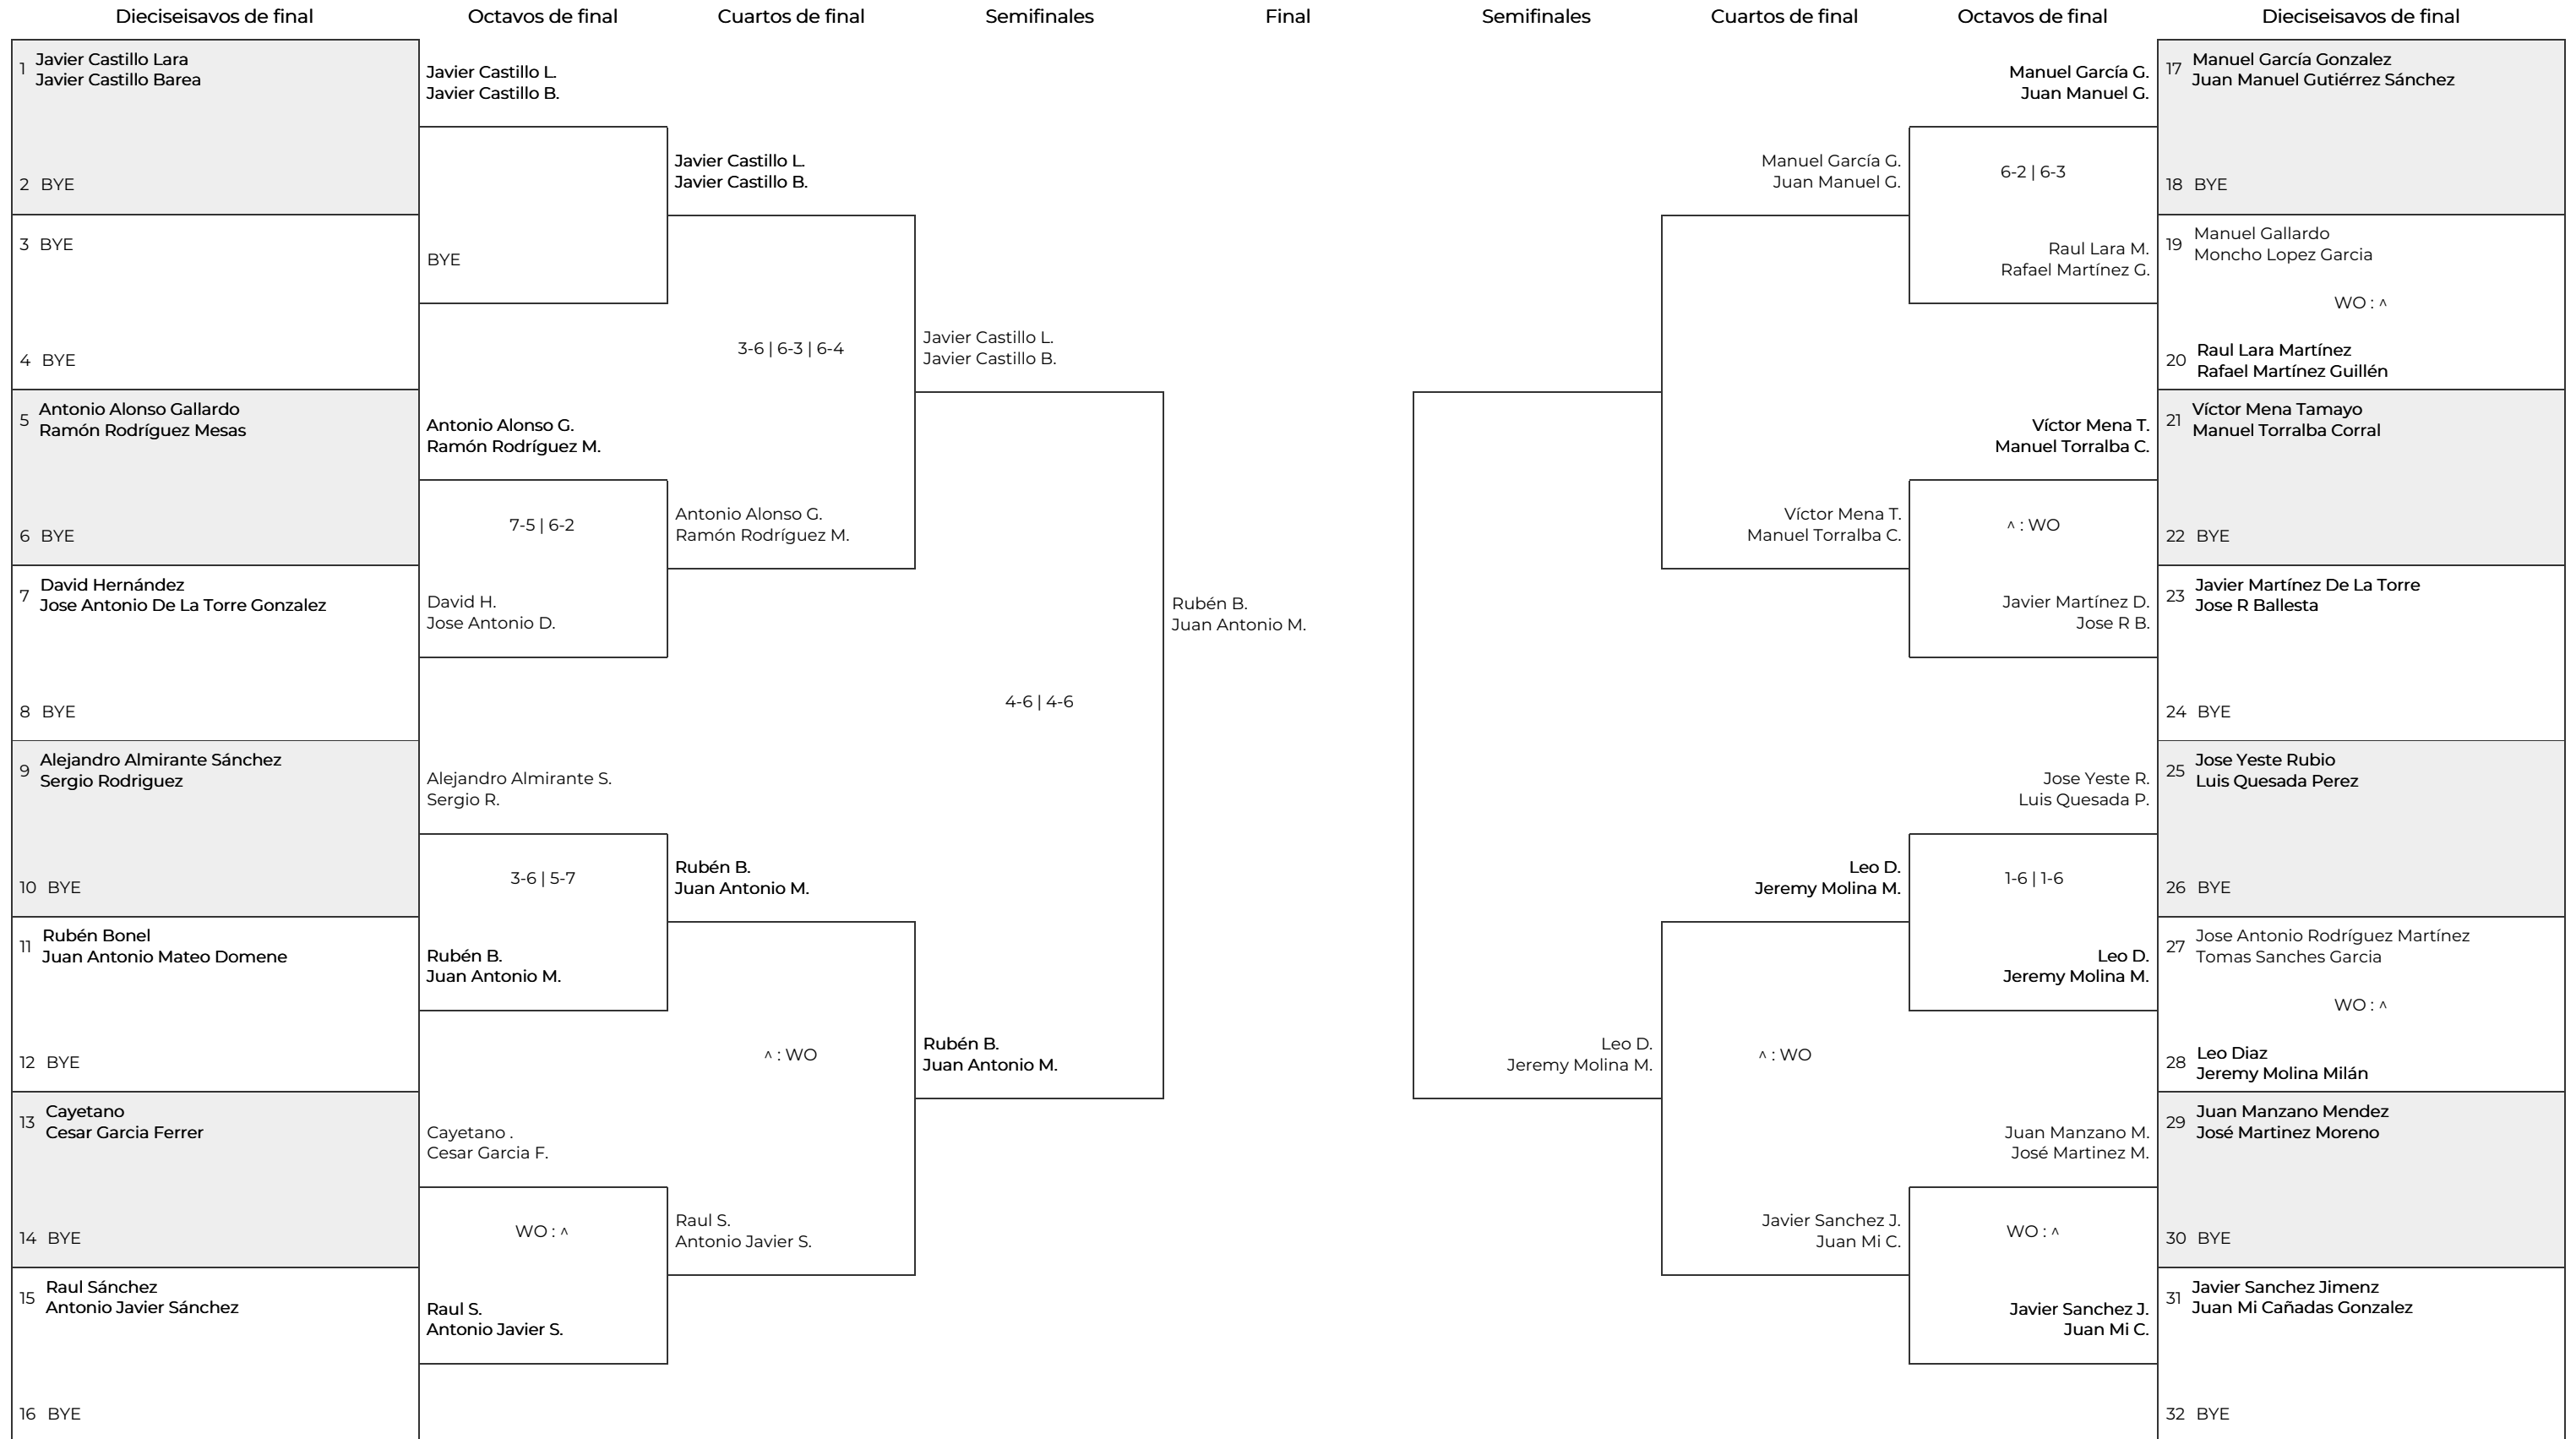 Dieciseisavos de final
Octavos de final
Cuartos de final
Semifinales
Final
Semifinales
Cuartos de final
Octavos de final
Dieciseisavos de final
1
Javier Castillo Lara
Javier Castillo Barea
2 BYE
3 BYE
4 BYE
5
Antonio Alonso Gallardo
Ramón Rodríguez Mesas
6 BYE
7
David Hernández
Jose Antonio De La Torre Gonzalez
8 BYE
9
Alejandro Almirante Sánchez
Sergio Rodriguez
10 BYE
11
Rubén Bonel
Juan Antonio Mateo Domene
12 BYE
13
Cayetano
Cesar Garcia Ferrer
14 BYE
15
Raul Sánchez
Antonio Javier Sánchez
16 BYE
Javier Castillo L.
Javier Castillo B.
BYE
Antonio Alonso G.
Ramón Rodríguez M.
7-5 | 6-2
David H.
Jose Antonio D.
Alejandro Almirante S.
Sergio R.
3-6 | 5-7
Rubén B.
Juan Antonio M.
Cayetano .
Cesar Garcia F.
WO : ^
Raul S.
Antonio Javier S.
Javier Castillo L.
Javier Castillo B.
3-6 | 6-3 | 6-4
Antonio Alonso G.
Ramón Rodríguez M.
Rubén B.
Juan Antonio M.
^ : WO
Raul S.
Antonio Javier S.
Javier Castillo L.
Javier Castillo B.
4-6 | 4-6
Rubén B.
Juan Antonio M.
Rubén B.
Juan Antonio M.
Leo D.
Jeremy Molina M.
Manuel García G.
Juan Manuel G.
Víctor Mena T.
Manuel Torralba C.
Leo D.
Jeremy Molina M.
^ : WO
Javier Sanchez J.
Juan Mi C.
Manuel García G.
Juan Manuel G.
6-2 | 6-3
Raul Lara M.
Rafael Martínez G.
Víctor Mena T.
Manuel Torralba C.
^ : WO
Javier Martínez D.
Jose R B.
Jose Yeste R.
Luis Quesada P.
1-6 | 1-6
Leo D.
Jeremy Molina M.
Juan Manzano M.
José Martinez M.
WO : ^
Javier Sanchez J.
Juan Mi C.
17
Manuel García Gonzalez
Juan Manuel Gutiérrez Sánchez
18 BYE
19
Manuel Gallardo
Moncho Lopez Garcia
WO : ^
20
Raul Lara Martínez
Rafael Martínez Guillén
21
Víctor Mena Tamayo
Manuel Torralba Corral
22 BYE
23
Javier Martínez De La Torre
Jose R Ballesta
24 BYE
25
Jose Yeste Rubio
Luis Quesada Perez
26 BYE
27
Jose Antonio Rodríguez Martínez
Tomas Sanches Garcia
WO : ^
28
Leo Diaz
Jeremy Molina Milán
29
Juan Manzano Mendez
José Martinez Moreno
30 BYE
31
Javier Sanchez Jimenz
Juan Mi Cañadas Gonzalez
32 BYE